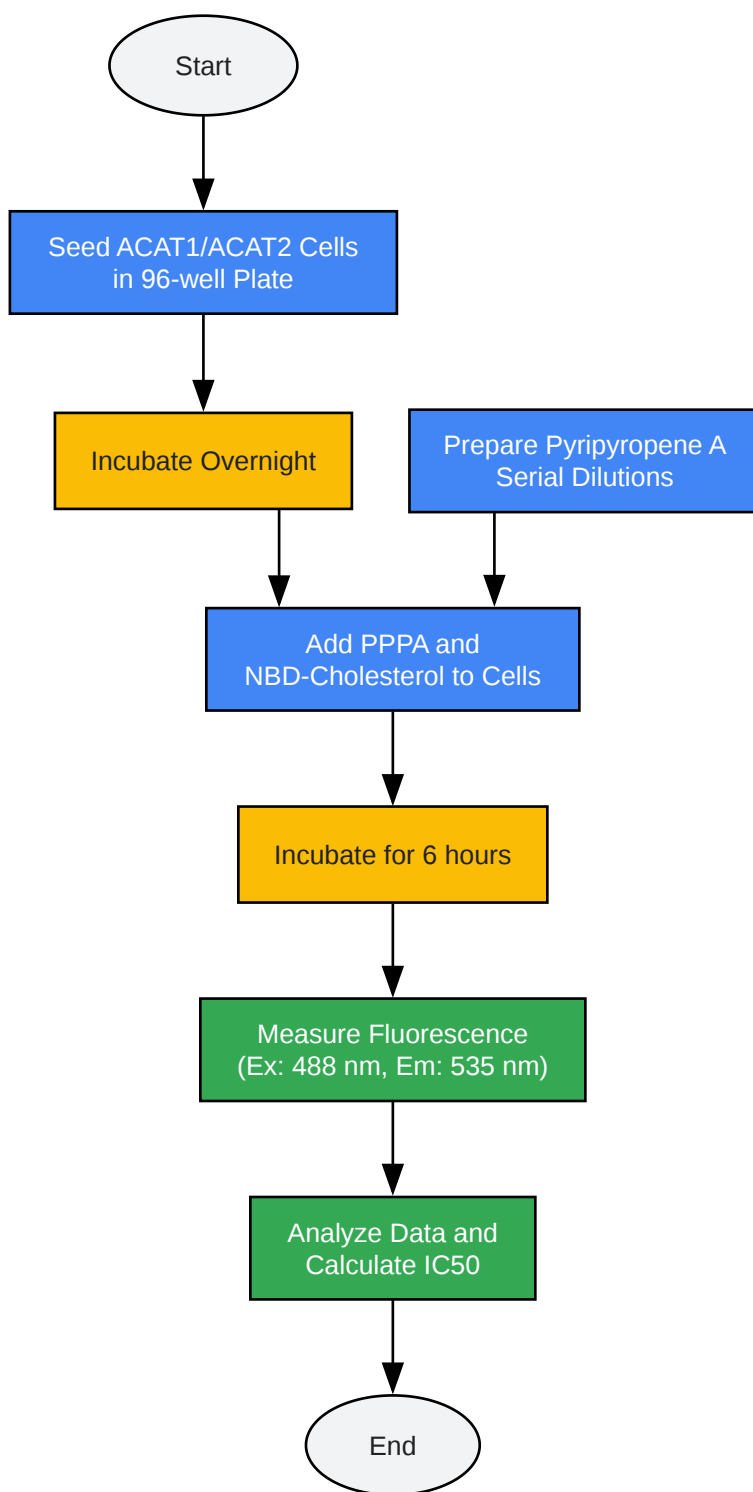 Start
Seed ACAT1/ACAT2 Cells
in 96-well Plate
Incubate Overnight
Prepare Pyripyropene A
Serial Dilutions
Add PPPA and
NBD-Cholesterol to Cells
Incubate for 6 hours
Measure Fluorescence
(Ex: 488 nm, Em: 535 nm)
Analyze Data and
Calculate IC50
End